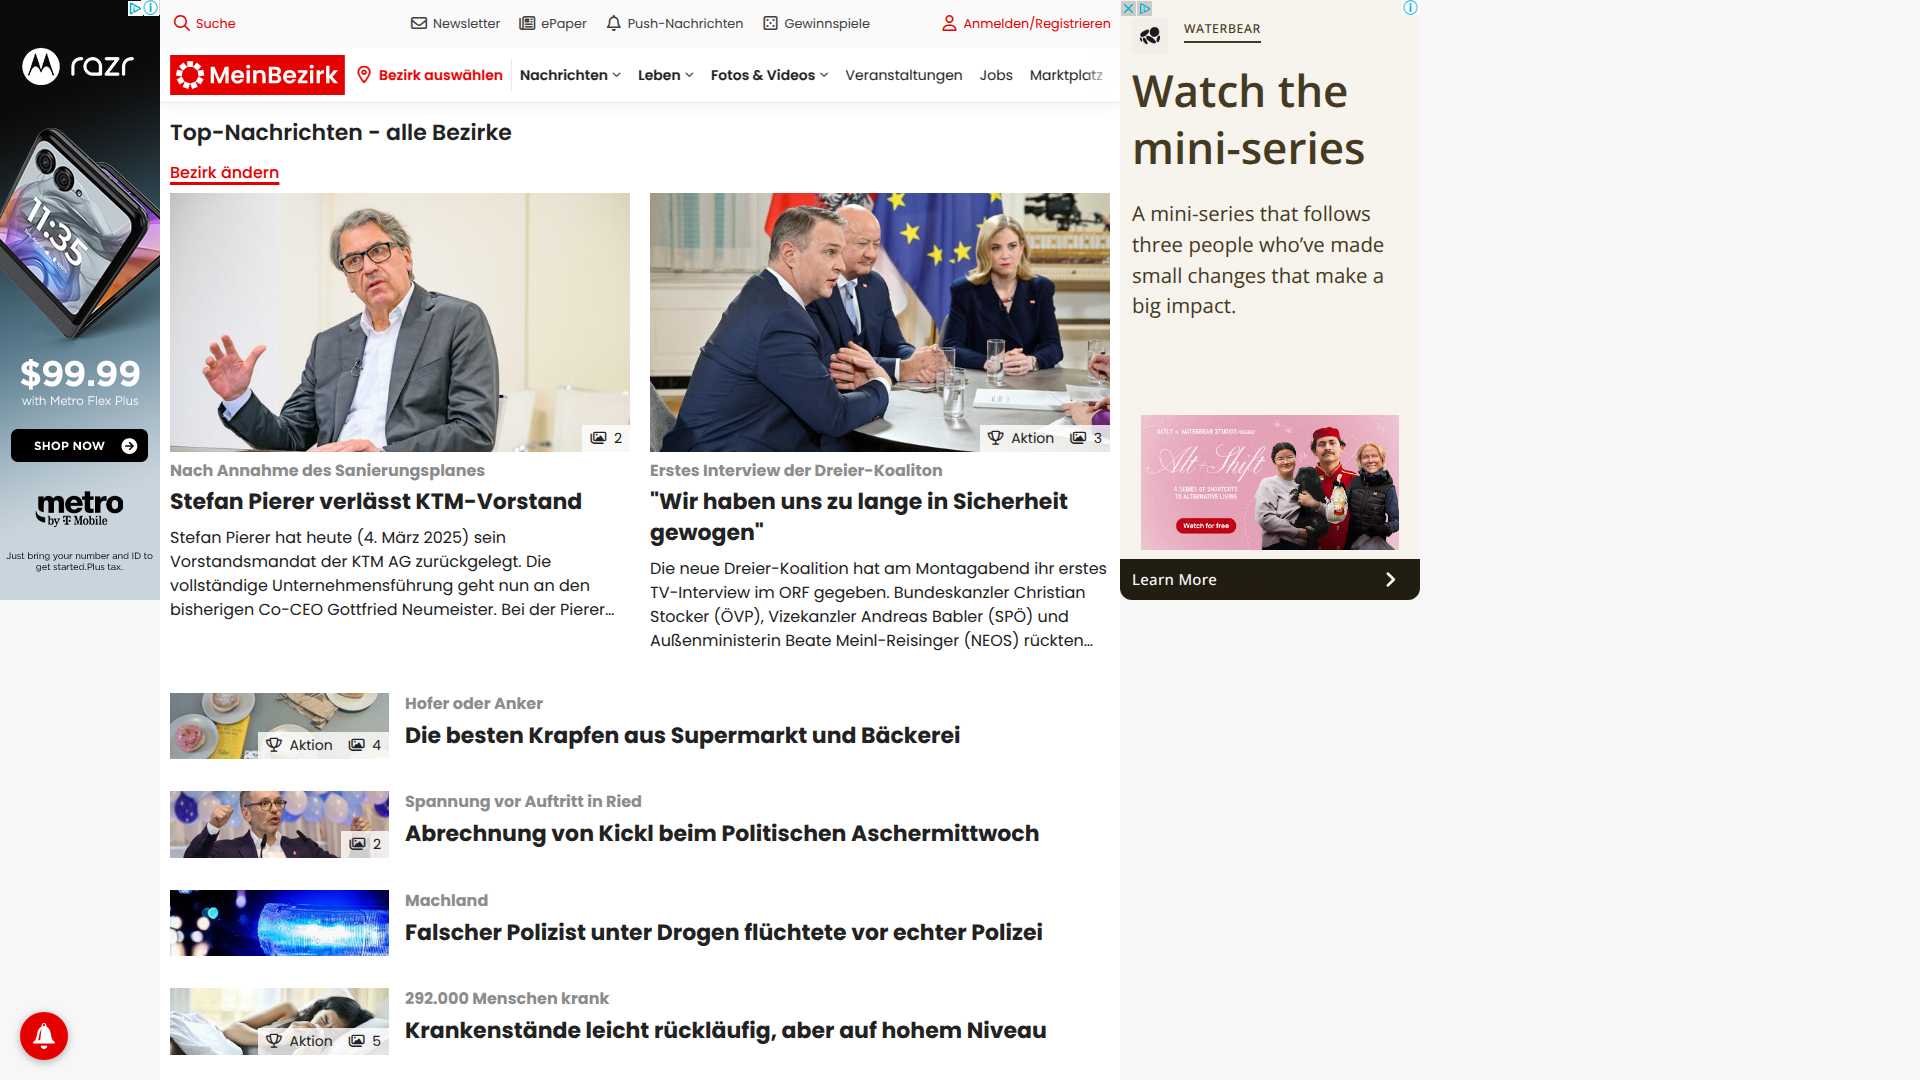 razr
11:35
$99.99
with Metro Flex Plus
SHOP NOW
metro
by T Mobile
Just bring your number and ID to
get started.Plus tax.
Suche
Newsletter
ePaper
Push-Nachrichten
Gewinnspiele
Anmelden/Registrieren
MeinBezirk
Bezirk auswählen
Nachrichten
Leben
Fotos & Videos
Veranstaltungen
Jobs
Marktplatz
Top-Nachrichten - alle Bezirke
Bezirk ändern
2
Nach Annahme des Sanierungsplanes
Stefan Pierer verlässt KTM-Vorstand
Stefan Pierer hat heute (4. März 2025) sein
Vorstandsmandat der KTM AG zurückgelegt. Die
vollständige Unternehmensführung geht nun an den
bisherigen Co-CEO Gottfried Neumeister. Bei der Pierer...
Aktion 3
Erstes Interview der Dreier-Koaliton
"Wir haben uns zu lange in Sicherheit
gewogen"
Die neue Dreier-Koalition hat am Montagabend ihr erstes
TV-Interview im ORF gegeben. Bundeskanzler Christian
Stocker (ÖVP), Vizekanzler Andreas Babler (SPÖ) und
Außenministerin Beate Meinl-Reisinger (NEOS) rückten...
Aktion 4
Hofer oder Anker
Die besten Krapfen aus Supermarkt und Bäckerei
2
Spannung vor Auftritt in Ried
Abrechnung von Kickl beim Politischen Aschermittwoch
Machland
Falscher Polizist unter Drogen flüchtete vor echter Polizei
Aktion 5
292.000 Menschen krank
Krankenstände leicht rückläufig, aber auf hohem Niveau
WATERBEAR
Watch the
mini-series
A mini-series that follows
three people who’ve made
small changes that make a
big impact.
Alt-Shift
A SERIES OF SHORTCUTS
TO ALTERNATIVE LIVING
Watch for free
Learn More